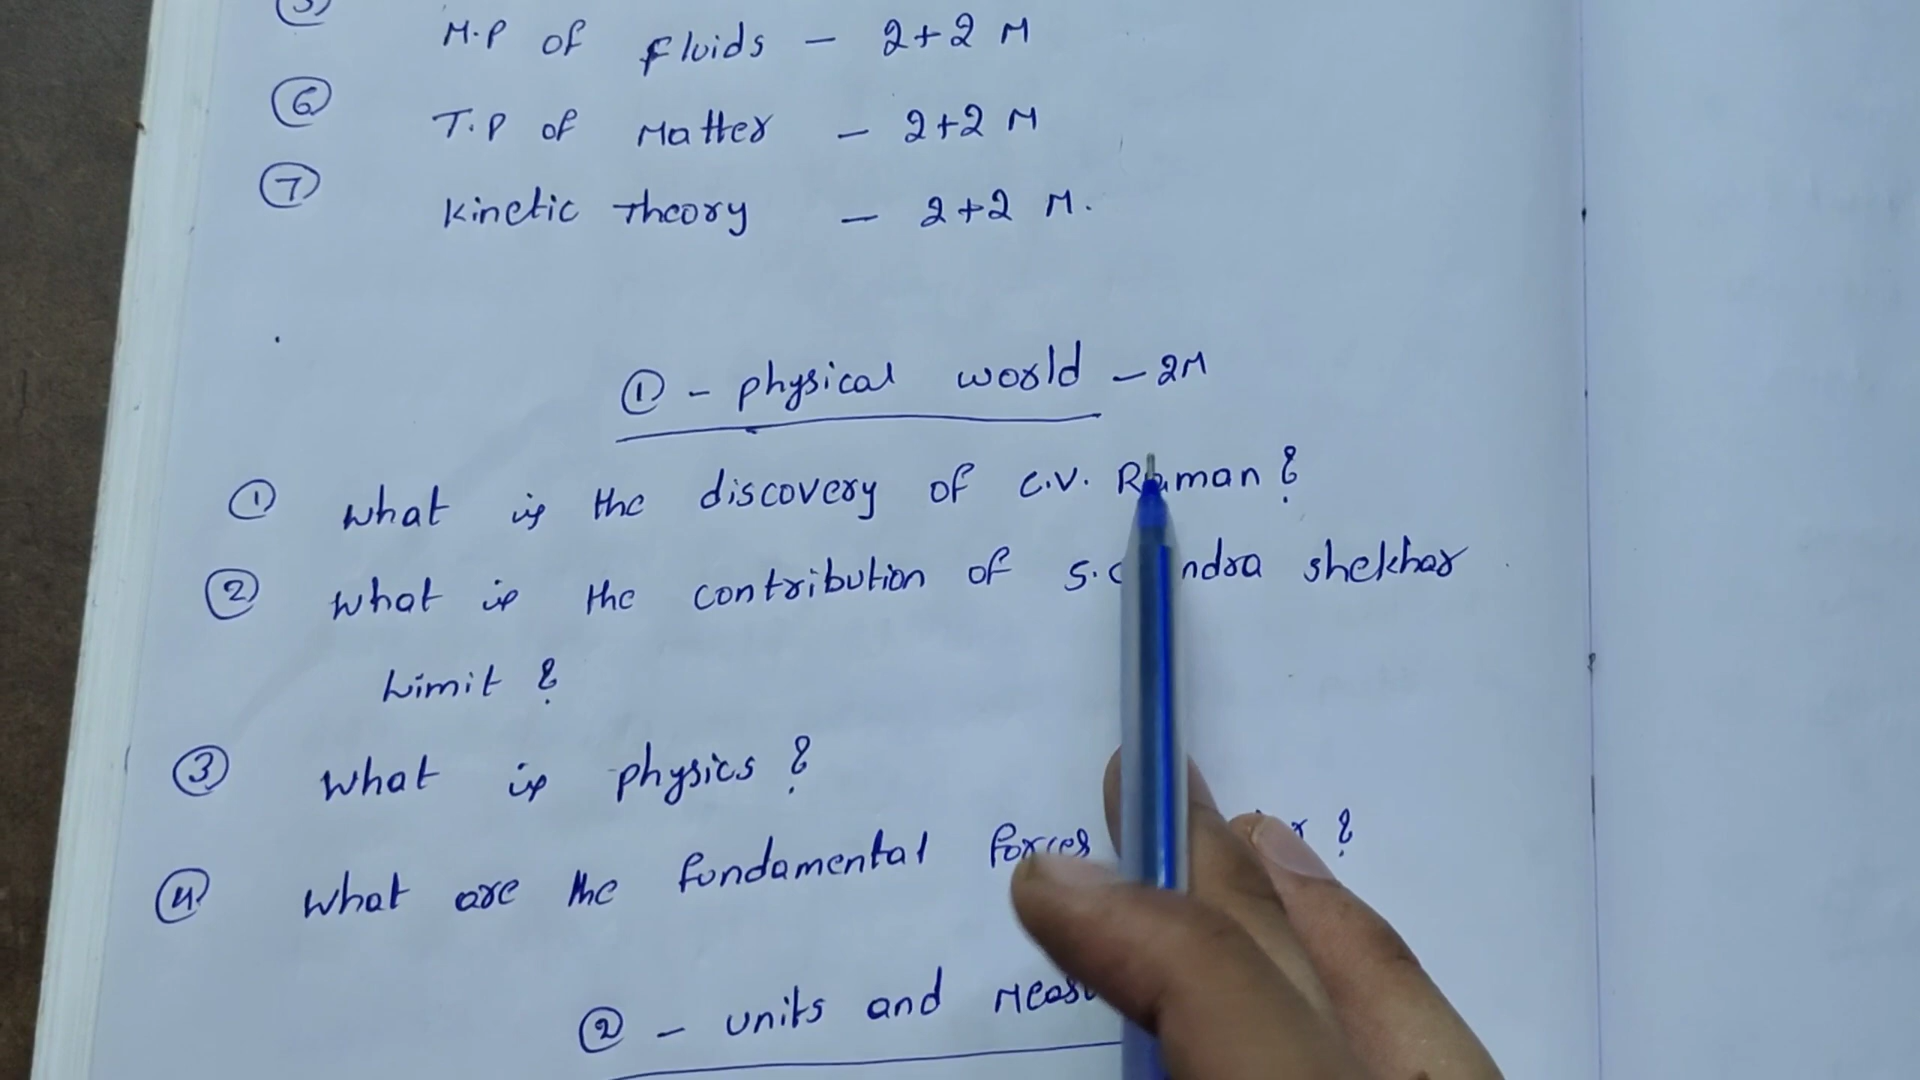 M.P of fluids - 2+2 M
⑥ T.P of Matter - 2+2 M
⑦ Kinetic Theory - 2+2 M.
① - physical world - 2M
① what is the discovery of C.V. Raman ?
② what is the contribution of S. shekhar
Limit ?
③ what is physics ?
④ what are the fundamental forces ?
② - units and